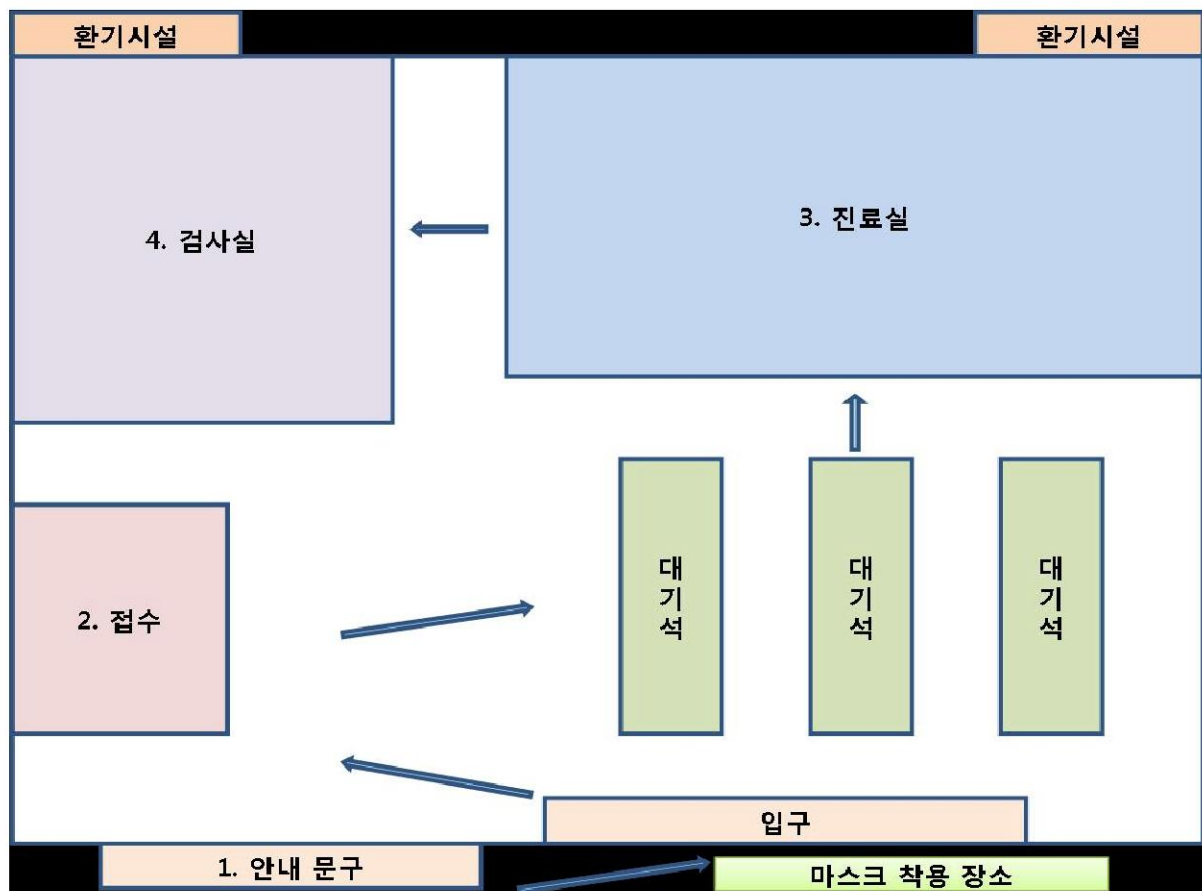 환기시설
환기시설
4. 검사실
3. 진료실
2. 접수
대
기
석
대
기
석
대
기
석
입구
1. 안내 문구
마스크 착용 장소